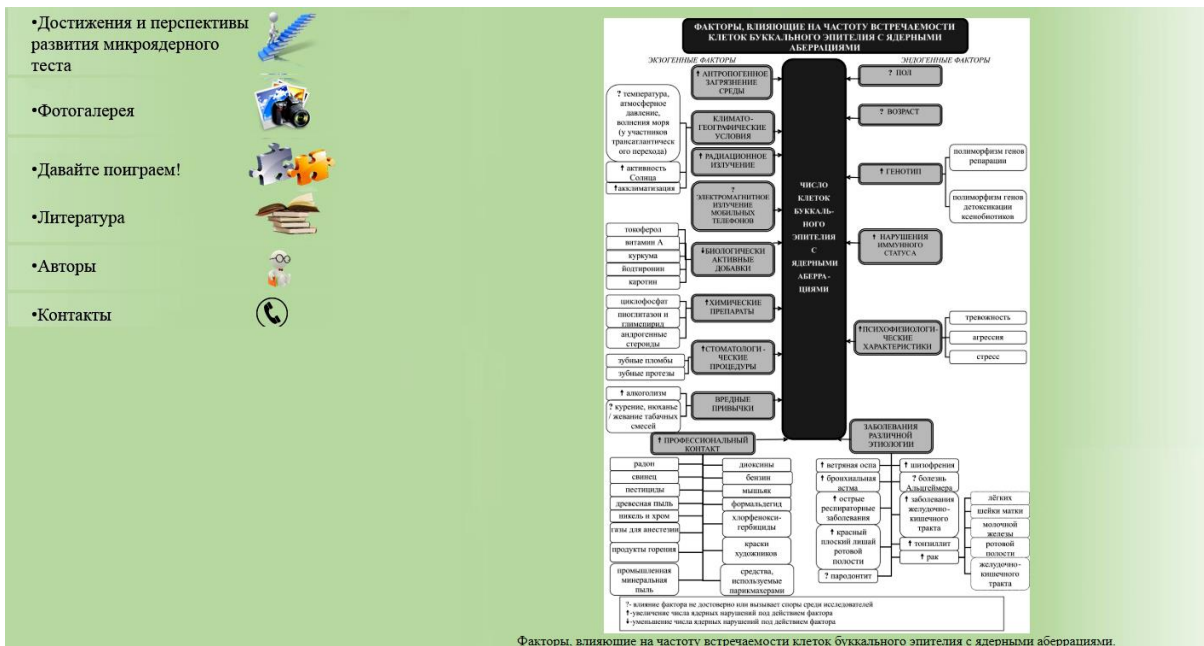 •Достижения и перспективы
развития микроядерного
теста
•Фотогалерея
•Давайте поиграем!
•Литература
•Авторы
•Контакты
ФАКТОРЫ, ВЛИЯЮЩИЕ НА ЧАСТОТУ ВСТРЕЧАЕМОСТИ
КЛЕТОК БУККАЛЬНОГО ЭПИТЕЛИЯ С ЯДЕРНЫМИ
АБЕРРАЦИЯМИ
ЭКЗОГЕННЫЕ ФАКТОРЫ
ЭНДОГЕННЫЕ ФАКТОРЫ
↑ АНТРОПОГЕННОЕ
ЗАГРЯЗНЕНИЕ
СРЕДЫ
? температура,
атмосферное
давление,
волнения моря
(у участников
трансатлантическ
ого перехода)
КЛИМАТО-
ГЕОГРАФИЧЕСКИЕ
УСЛОВИЯ
↑ РАДИАЦИОННОЕ
ИЗЛУЧЕНИЕ
↑ активность
Солнца
↑акклиматизация
?
ЭЛЕКТРОМАГНИТНОЕ
ИЗЛУЧЕНИЕ
МОБИЛЬНЫХ
ТЕЛЕФОНОВ
токоферол
витамин А
куркума
йодтиронин
каротин
↓БИОЛОГИЧЕСКИ
АКТИВНЫЕ
ДОБАВКИ
циклофосфат
пиоглитазон и
глимепирид
андрогенные
стероиды
↑ХИМИЧЕСКИЕ
ПРЕПАРАТЫ
зубные пломбы
зубные протезы
↑СТОМАТОЛОГИ-
ЧЕСКИЕ
ПРОЦЕДУРЫ
↑ алкоголизм
? курение, нюханье
/ жевание табачных
смесей
ВРЕДНЫЕ
ПРИВЫЧКИ
ЧИСЛО
КЛЕТОК
БУККАЛЬ-
НОГО
ЭПИТЕЛИЯ
С
ЯДЕРНЫМИ
АБЕРРА-
ЦИЯМИ
? ПОЛ
? ВОЗРАСТ
↑ ГЕНОТИП
полиморфизм генов
репарации
полиморфизм генов
детоксикации
ксенобиотиков
↑ НАРУШЕНИЯ
ИММУННОГО
СТАТУСА
↑ПСИХОФИЗИОЛОГИ-
ЧЕСКИЕ
ХАРАКТЕРИСТИКИ
тревожность
агрессия
стресс
↑ ПРОФЕССИОНАЛЬНЫЙ
КОНТАКТ
радон
свинец
пестициды
древесная пыль
никель и хром
газы для анестезии
продукты горения
промышленная
минеральная
пыль
диоксины
бензин
мышьяк
формальдегид
хлорфенокси-
гербициды
краски
художников
средства,
используемые
парикмахерами
ЗАБОЛЕВАНИЯ
РАЗЛИЧНОЙ
ЭТИОЛОГИИ
↑ ветряная оспа
↑ бронхиальная
астма
↑ острые
респираторные
заболевания
↑ красный
плоский лишай
ротовой
полости
? пародонтит
↑ шизофрения
? болезнь
Альцгеймера
↑ заболевания
желудочно-
кишечного
тракта
↑ тонзиллит
↑ рак
лёгких
шейки матки
молочной
железы
ротовой
полости
желудочно-
кишечного
тракта
?- влияние фактора не достоверно или вызывает споры среди исследователей
↑-увеличение числа ядерных нарушений под действием фактора
↓-уменьшение числа ядерных нарушений под действием фактора
Факторы, влияющие на частоту встречаемости клеток буккального эпителия с ядерными аберрациями.